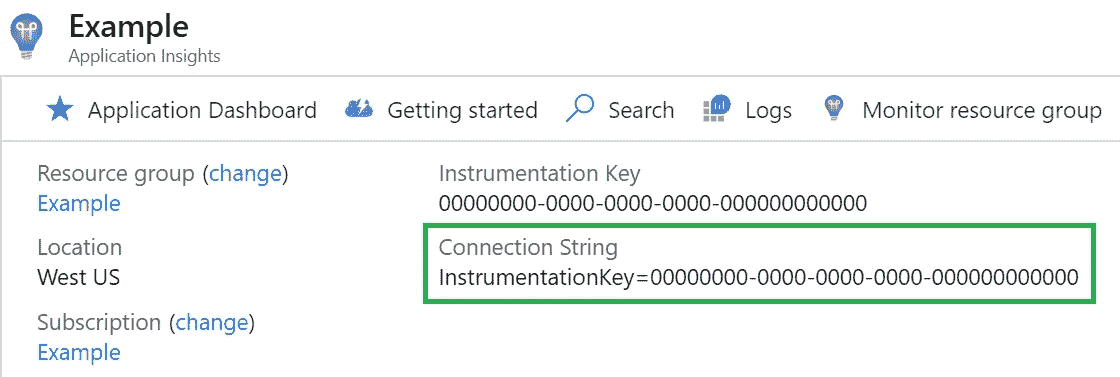 Example
Application Insights
Application Dashboard Getting started Search Logs Monitor resource group
Resource group (change)
Example
Instrumentation Key
00000000-0000-0000-0000-000000000000
Location
West US
Connection String
InstrumentationKey=00000000-0000-0000-0000-000000000000
Subscription (change)
Example